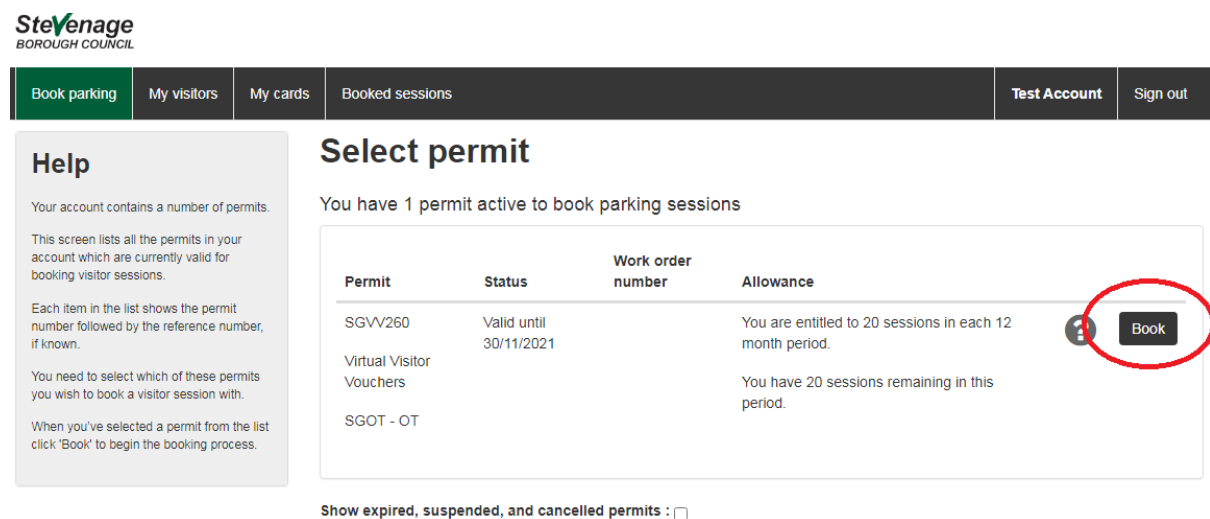 Stevenage
BOROUGH COUNCIL
Book parking
My visitors
My cards
Booked sessions
Test Account
Sign out
Help
Your account contains a number of permits.
This screen lists all the permits in your
account which are currently valid for
booking visitor sessions.
Each item in the list shows the permit
number followed by the reference number,
if known.
You need to select which of these permits
you wish to book a visitor session with.
When you've selected a permit from the list
click 'Book' to begin the booking process.
Select permit
You have 1 permit active to book parking sessions
Permit
Status
Work order
number
Allowance
SGVV260
Virtual Visitor
Vouchers
SGOT - OT
Valid until
30/11/2021
You are entitled to 20 sessions in each 12
month period.
You have 20 sessions remaining in this
period.
?
Book
Show expired, suspended, and cancelled permits :